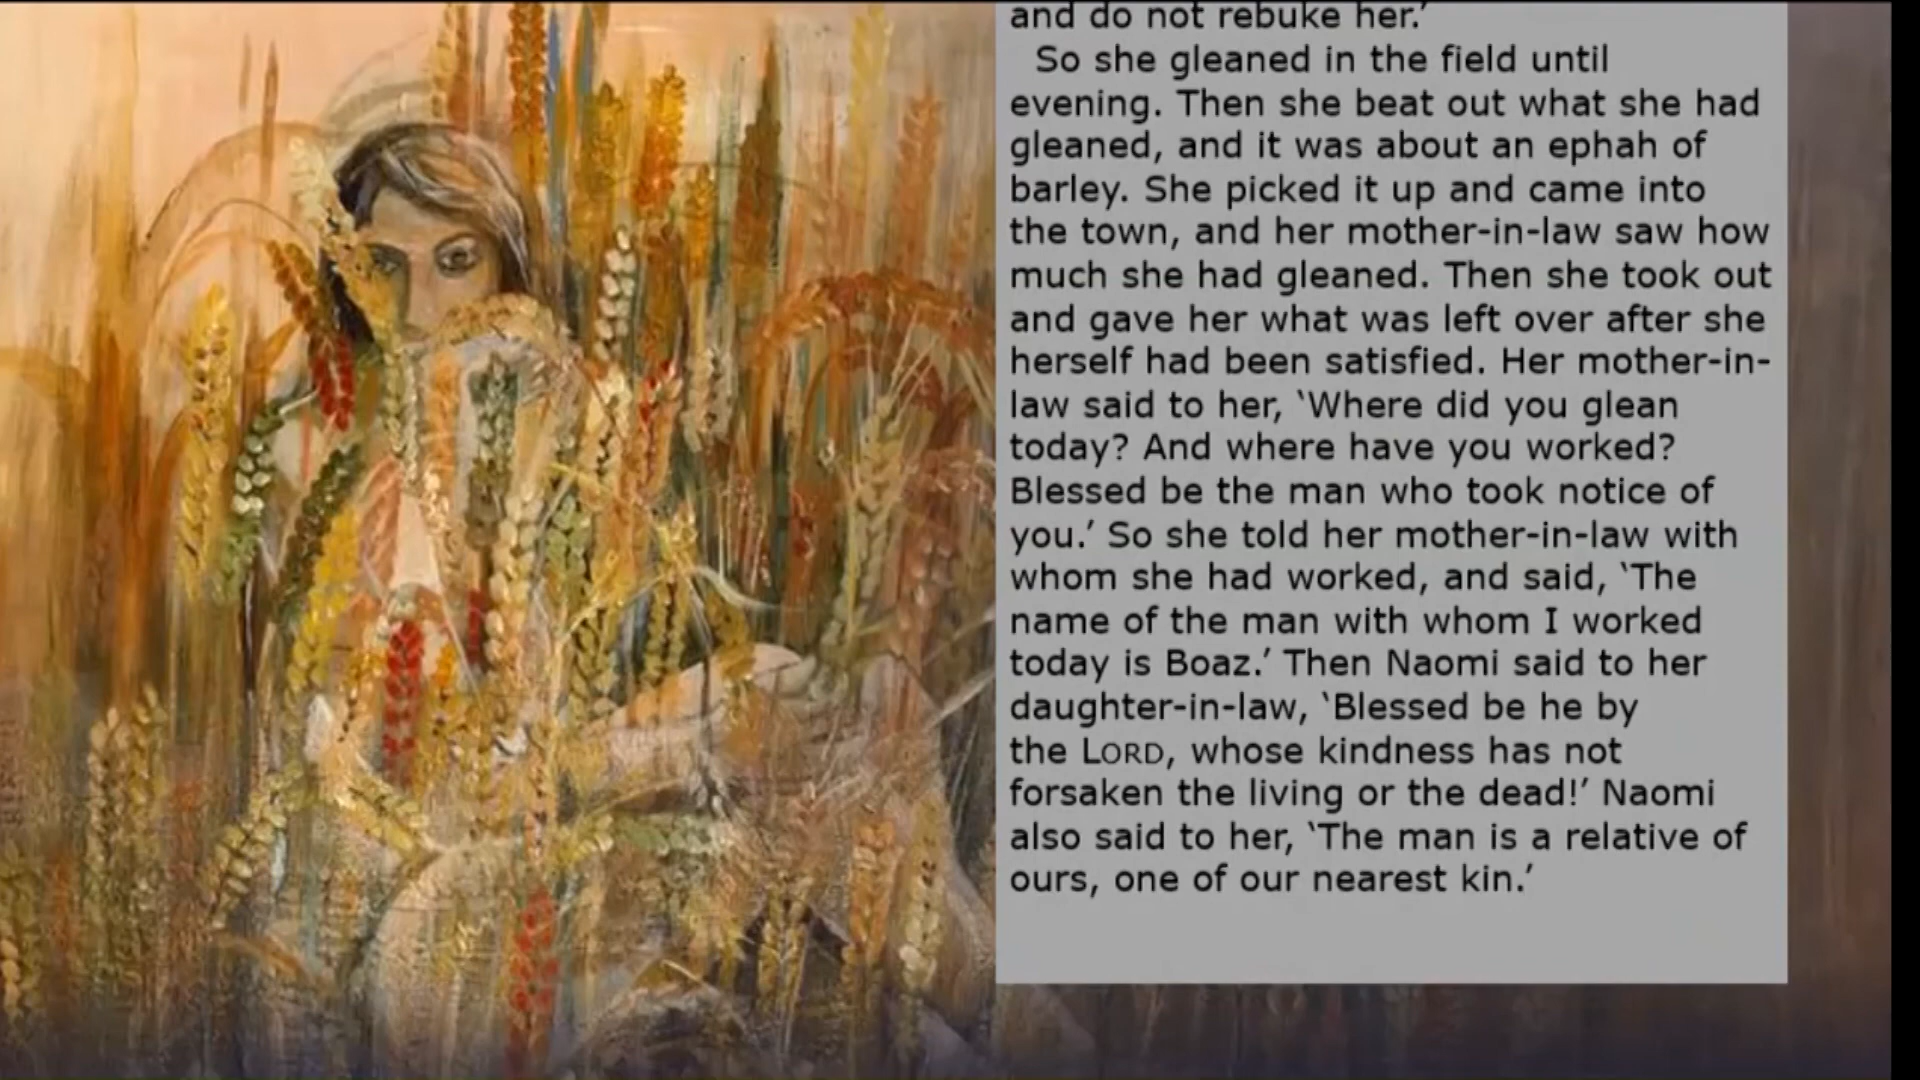 and do not rebuke her.’
So she gleaned in the field until
evening. Then she beat out what she had
gleaned, and it was about an ephah of
barley. She picked it up and came into
the town, and her mother-in-law saw how
much she had gleaned. Then she took out
and gave her what was left over after she
herself had been satisfied. Her mother-in-
law said to her, ‘Where did you glean
today? And where have you worked?
Blessed be the man who took notice of
you.’ So she told her mother-in-law with
whom she had worked, and said, ‘The
name of the man with whom I worked
today is Boaz.’ Then Naomi said to her
daughter-in-law, ‘Blessed be he by
the LORD, whose kindness has not
forsaken the living or the dead!’ Naomi
also said to her, ‘The man is a relative of
ours, one of our nearest kin.’